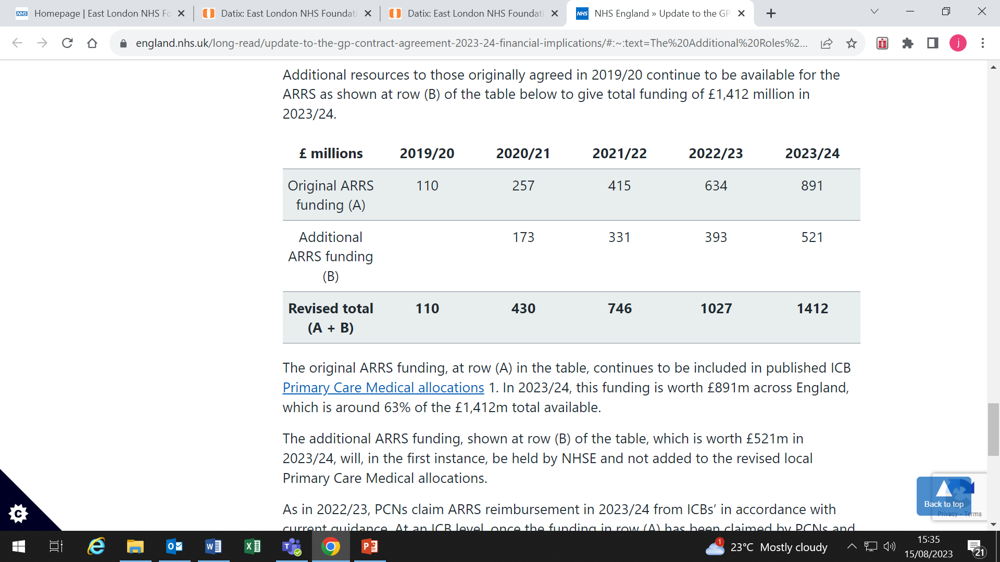 NHS Homepage | East London NHS Fo
Datix: East London NHS Foundati
Datix: East London NHS Foundati
NHS NHS England » Update to the GP
england.nhs.uk/long-read/update-to-the-gp-contract-agreement-2023-24-financial-implications/#:~:text=The%20Additional%20Roles%2...
j
Additional resources to those originally agreed in 2019/20 continue to be available for the
ARRS as shown at row (B) of the table below to give total funding of £1,412 million in
2023/24.
£ millions 2019/20 2020/21 2021/22 2022/23 2023/24
Original ARRS 110 257 415 634 891
funding (A)
Additional 173 331 393 521
ARRS funding
(B)
Revised total 110 430 746 1027 1412
(A + B)
The original ARRS funding, at row (A) in the table, continues to be included in published ICB
Primary Care Medical allocations 1. In 2023/24, this funding is worth £891m across England,
which is around 63% of the £1,412m total available.
The additional ARRS funding, shown at row (B) of the table, which is worth £521m in
2023/24, will, in the first instance, be held by NHSE and not added to the revised local
Primary Care Medical allocations.
Back to top
Privacy - Terms
As in 2022/23, PCNs claim ARRS reimbursement in 2023/24 from ICBs’ in accordance with
current guidance. At an ICB level, once the funding in row (A) has been claimed by PCNs and
1
23°C Mostly cloudy
15:35
15/08/2023
21